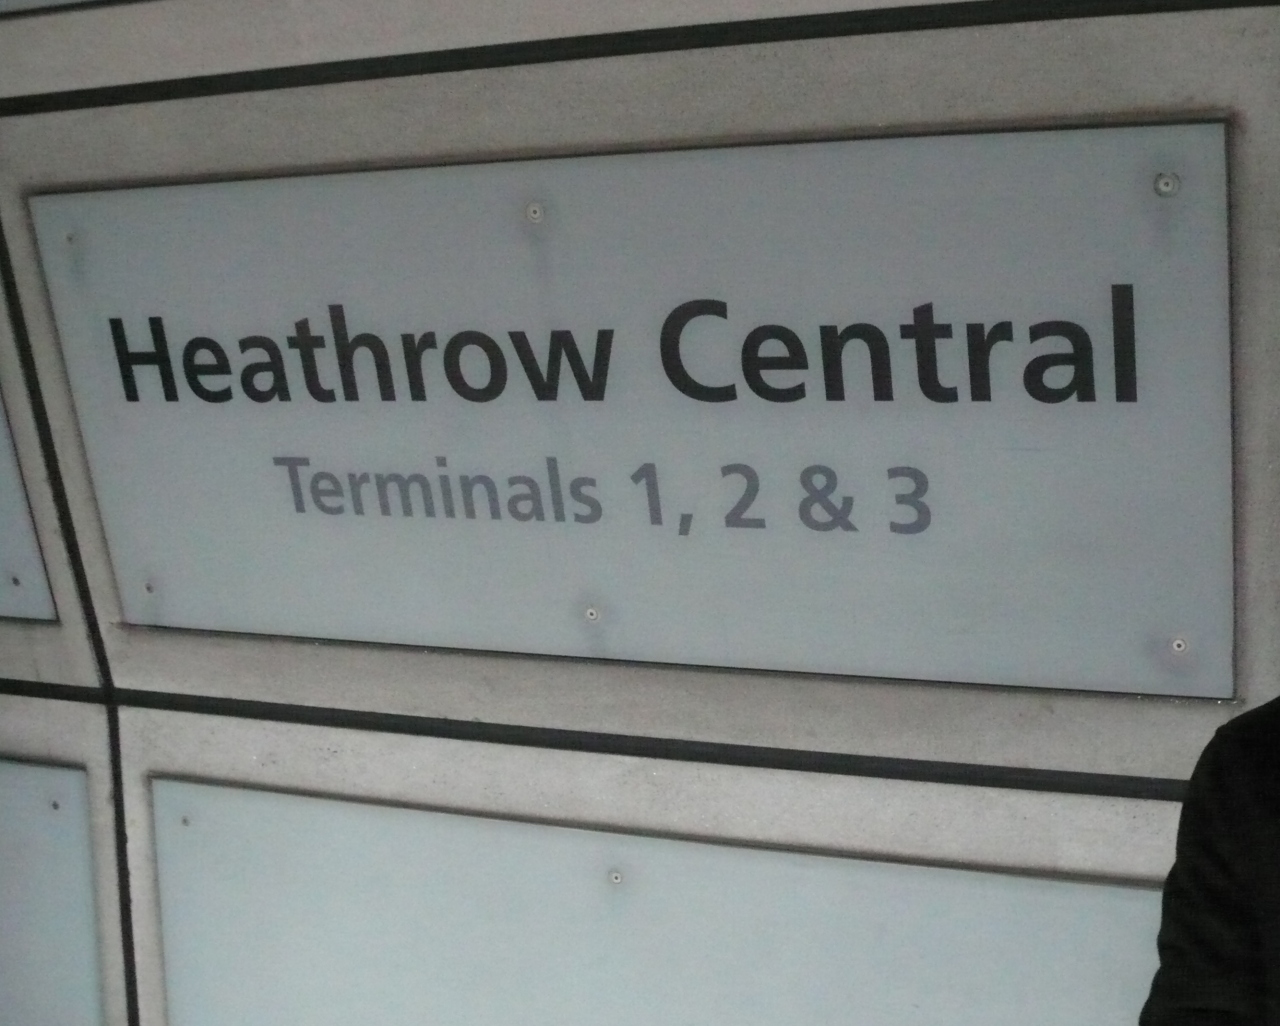 Heathrow Central
Terminals 1, 2 & 3